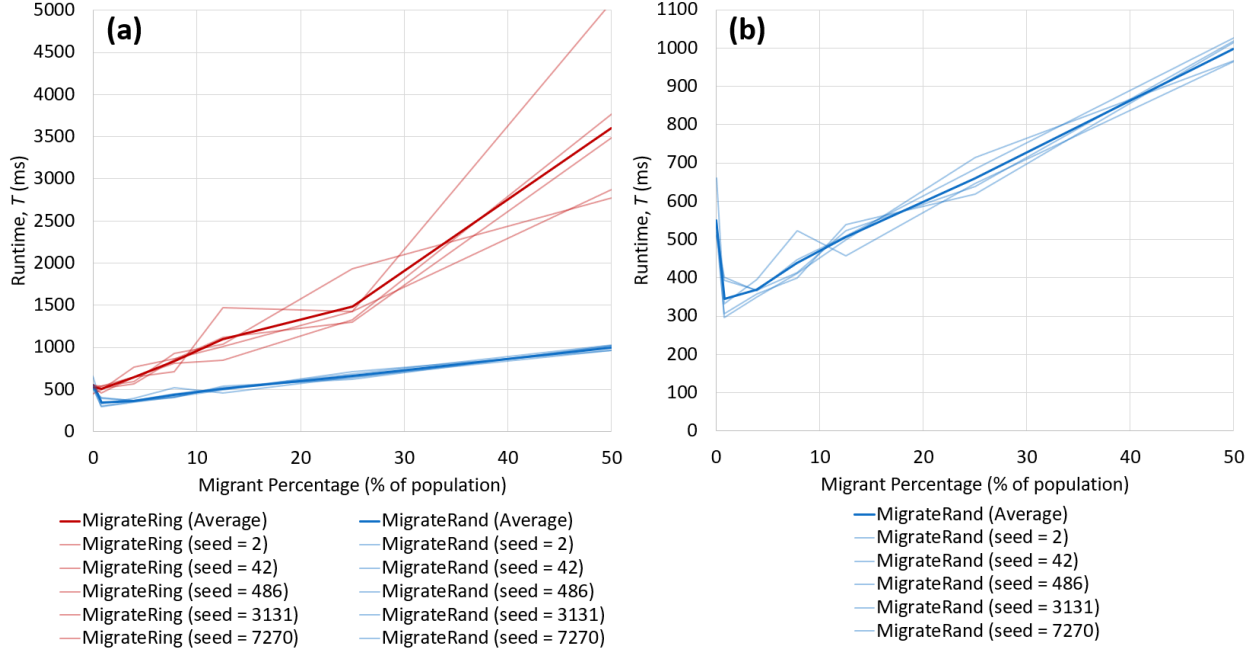 (a)
5000
4500
4000
3500
3000
2500
2000
1500
1000
500
0
Runtime, T (ms)
0 10 20 30 40 50
Migrant Percentage (% of population)
MigrateRing (Average) MigrateRand (Average)
MigrateRing (seed = 2) MigrateRand (seed = 2)
MigrateRing (seed = 42) MigrateRand (seed = 42)
MigrateRing (seed = 486) MigrateRand (seed = 486)
MigrateRing (seed = 3131) MigrateRand (seed = 3131)
MigrateRing (seed = 7270) MigrateRand (seed = 7270)
(b)
1100
1000
900
800
700
600
500
400
300
200
100
0
Runtime, T (ms)
0 10 20 30 40 50
Migrant Percentage (% of population)
MigrateRand (Average)
MigrateRand (seed = 2)
MigrateRand (seed = 42)
MigrateRand (seed = 486)
MigrateRand (seed = 3131)
MigrateRand (seed = 7270)